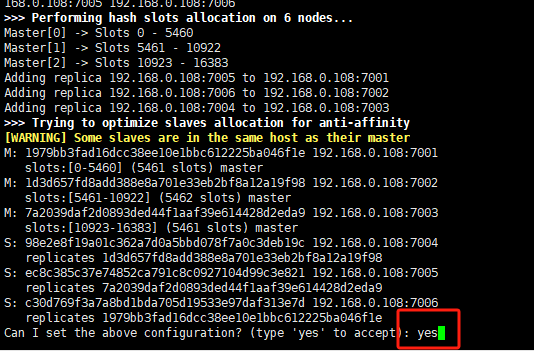 168.0.108:7005 192.168.0.108:7006
>>> Performing hash slots allocation on 6 nodes...
Master[0] -> Slots 0 - 5460
Master[1] -> Slots 5461 - 10922
Master[2] -> Slots 10923 - 16383
Adding replica 192.168.0.108:7005 to 192.168.0.108:7001
Adding replica 192.168.0.108:7006 to 192.168.0.108:7002
Adding replica 192.168.0.108:7004 to 192.168.0.108:7003
>>> Trying to optimize slaves allocation for anti-affinity
[WARNING] Some slaves are in the same host as their master
M: 1979bb3fad16dcc38ee10e1bbc612225ba046f1e 192.168.0.108:7001
slots:[0-5460] (5461 slots) master
M: 1d3d657fd8add388e8a701e33eb2bf8a12a19f98 192.168.0.108:7002
slots:[5461-10922] (5462 slots) master
M: 7a2039daf2d0893ded44f1aaf39e614428d2eda9 192.168.0.108:7003
slots:[10923-16383] (5461 slots) master
S: 98e2e8f19a01c362a7d0a5bbd078f7a0c3deb19c 192.168.0.108:7004
replicates 1d3d657fd8add388e8a701e33eb2bf8a12a19f98
S: ec8c385c37e74852ca791c8c0927104d99c3e821 192.168.0.108:7005
replicates 7a2039daf2d0893ded44f1aaf39e614428d2eda9
S: c30d769f3a7a8bd1bda705d19533e97daf313e7d 192.168.0.108:7006
replicates 1979bb3fad16dcc38ee10e1bbc612225ba046f1e
Can I set the above configuration? (type 'yes' to accept): yes